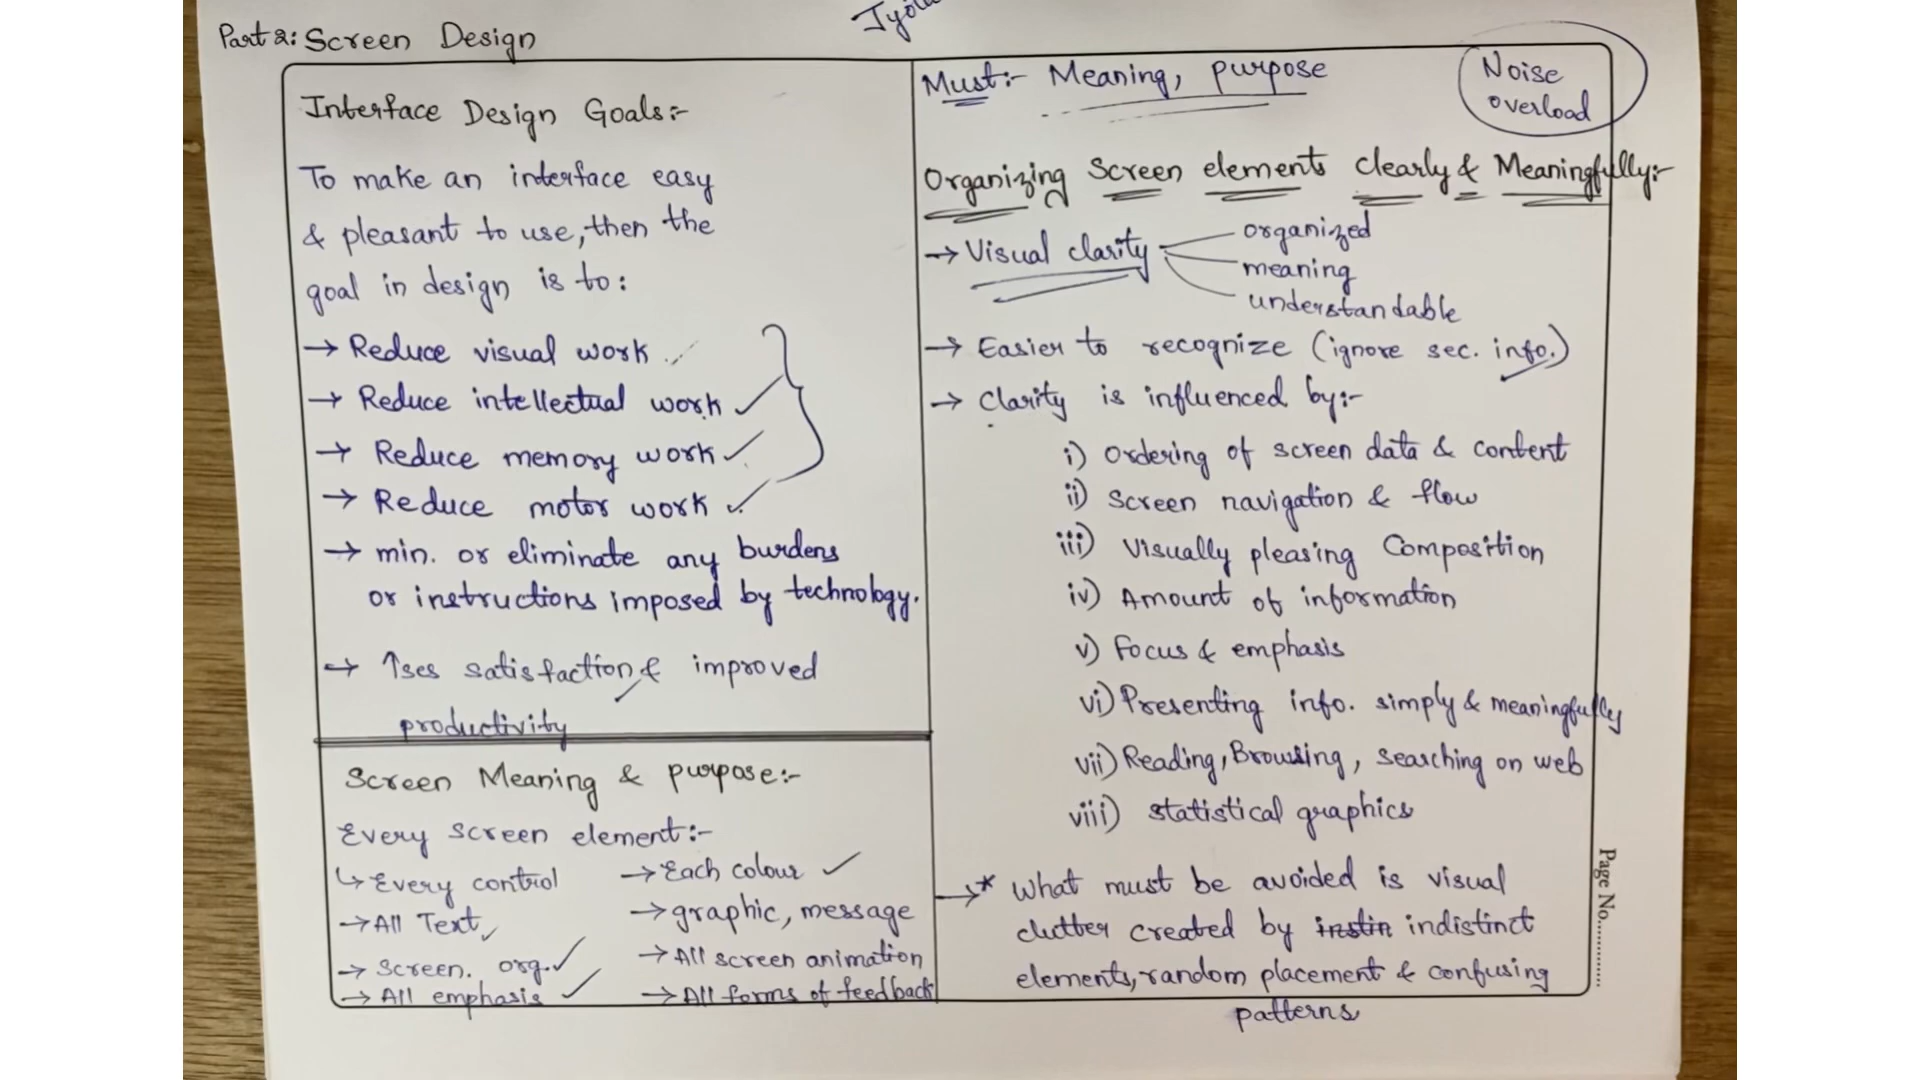 Part 2: Screen Design
Interface Design Goals:-
To make an interface easy
& pleasant to use, then the
goal in design is to:
→ Reduce visual work
→ Reduce intellectual work
→ Reduce memory work
→ Reduce motor work
→ min. or eliminate any burdens
or instructions imposed by technology.
→ ↑ses satisfaction & improved
productivity
Screen Meaning & purpose:-
Every screen element:-
↳ Every control
→ All Text
→ Screen. org.
→ All emphasis
→ Each colour
→ graphic, message
→ All screen animation
→ All forms of feedback
Must:- Meaning, purpose
Noise
overload
Organizing Screen elements clearly & Meaningfully:-
→ Visual clarity
organized
meaning
understandable
→ Easier to recognize (ignore sec. info.)
→ Clarity is influenced by:-
i) Ordering of screen data & content
ii) Screen navigation & flow
iii) Visually pleasing Composition
iv) Amount of information
v) Focus & emphasis
vi) Presenting info. simply & meaningfully
vii) Reading, Browsing, searching on web
viii) statistical graphics
→ * What must be avoided is visual
clutter created by indistinct
elements, random placement & confusing
patterns
Page No.............